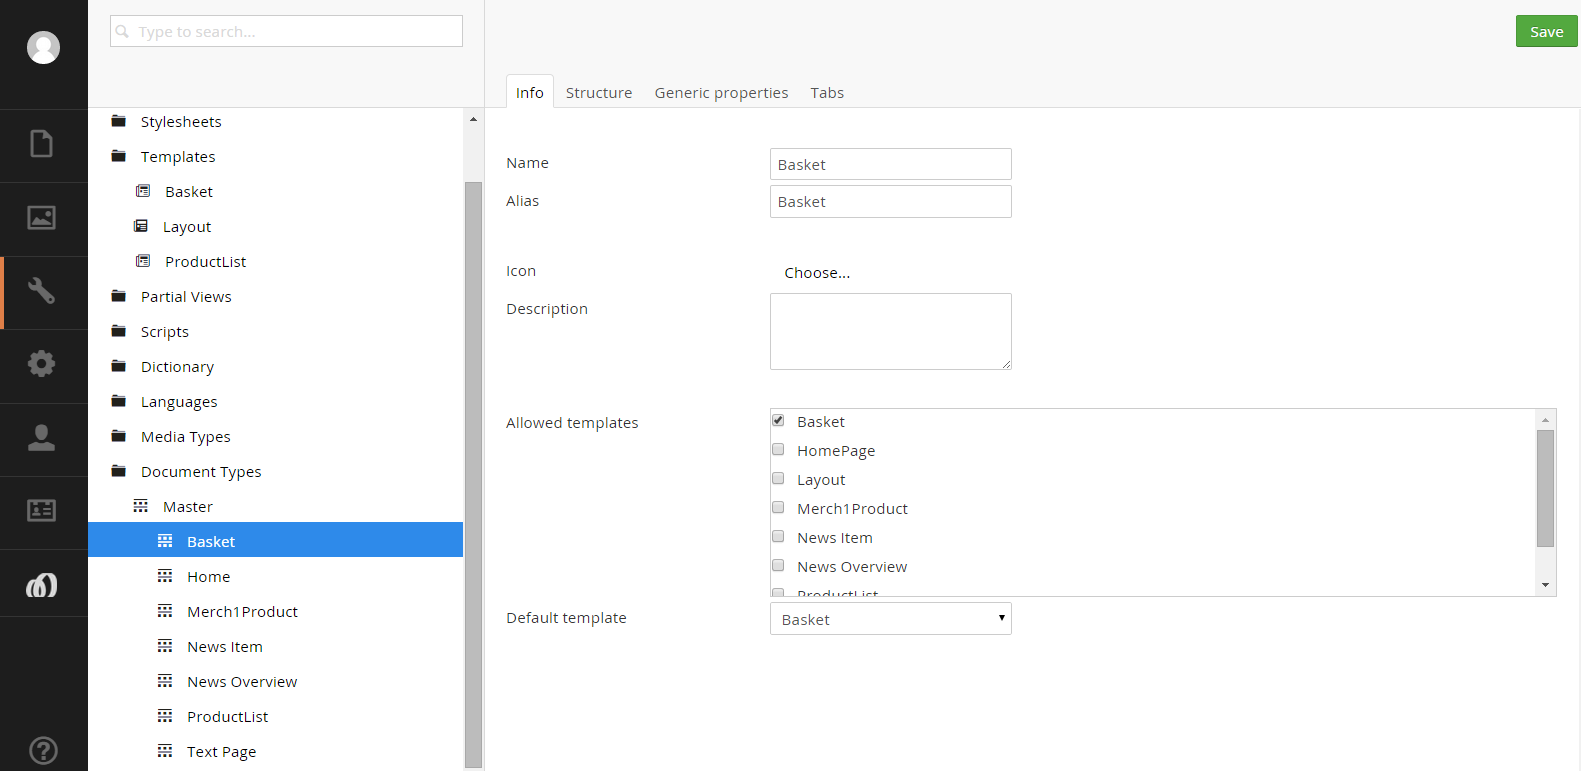 Type to search...
Save
Info Structure Generic properties Tabs
Stylesheets
Templates
Basket
Layout
ProductList
Partial Views
Scripts
Dictionary
Languages
Media Types
Document Types
Master
Basket
Home
Merch1Product
News Item
News Overview
ProductList
Text Page
Name
Basket
Alias
Basket
Icon
Choose...
Description
Allowed templates
Basket
HomePage
Layout
Merch1Product
News Item
News Overview
ProductList
Default template
Basket